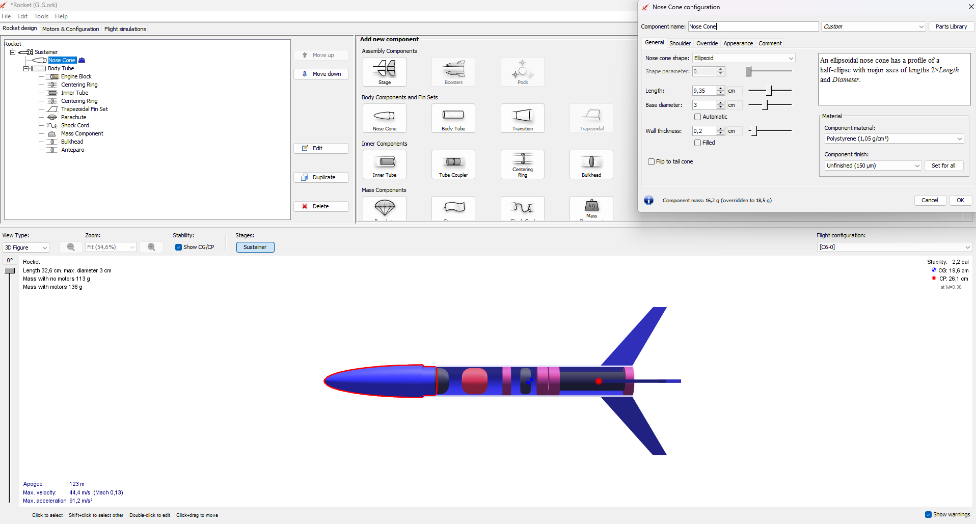 *Rocket (G..S.ork)
File Edit Tools Help
Rocket design Motors & Configuration Flight simulations
Rocket
Sustainer
Nose Cone
Body Tube
Engine Block
Centering Ring
Inner Tube
Centering Ring
Trapezoidal Fin Set
Parachute
Shock Cord
Mass Component
Bulkhead
Antepara
Move up
Move down
Edit
Duplicate
Delete
Add new component
Assembly Components
Stage Boosters Pods
Body Components and Fin Sets
Nose Cone Body Tube Transition Trapezoidal
Inner Components
Inner Tube Tube Coupler Centering Ring Bulkhead
Mass Components
Mass
Nose Cone configuration
Component name: Nose Cone Custom Parts Library
General Shoulder Override Appearance Comment
Nose cone shape: Ellipsoid
Shape parameter: 0
Length: 9,35 cm
Base diameter: 3 cm
Automatic
Wall thickness: 0,2 cm
Filled
Flip to tail cone
An ellipsoidal nose cone has a profile of a
half-ellipse with major axes of lengths 2×Length
and Diameter.
Material
Component material:
Polystyrene (1,05 g/cm³)
Component finish:
Unfinished (150 µm) Set for all
Component mass: 15,2 g (overridden to 18,5 g)
Cancel OK
View Type: Zoom: Stability: Stages: Flight configuration:
3D Figure Fit (54,6%) Show CG/CP Sustainer [C6-0]
0°
Rocket
Length 32,6 cm, max. diameter 3 cm
Mass with no motors 113 g
Mass with motors 136 g
Stability: 2,2 cal
CG: 19,6 cm
CP: 26,1 cm
at M=0.30
Apogee: 123 m
Max. velocity: 44,4 m/s (Mach 0,13)
Max. acceleration: 91,2 m/s²
Click to select Shift+click to select other Double-click to edit Click+drag to move
Show warnings